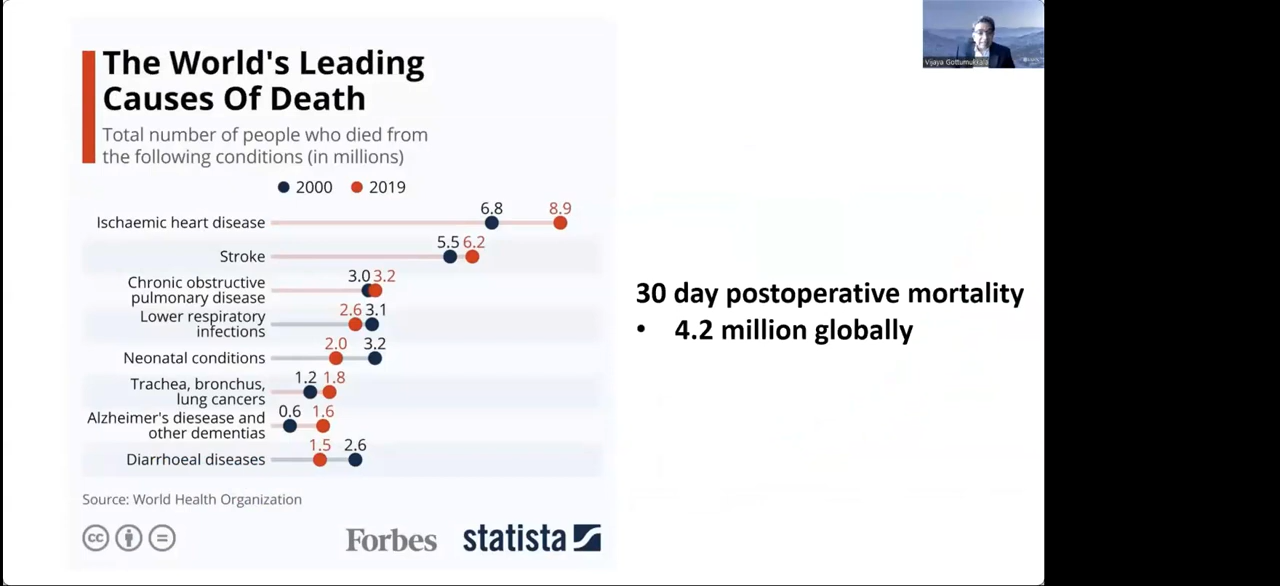 The World's Leading
Causes Of Death
Total number of people who died from
the following conditions (in millions)
2000 2019
Ischaemic heart disease 6.8 8.9
Stroke 5.5 6.2
Chronic obstructive
pulmonary disease 3.0 3.2
Lower respiratory
infections 2.6 3.1
Neonatal conditions 2.0 3.2
Trachea, bronchus,
lung cancers 1.2 1.8
Alzheimer's diesease and
other dementias 0.6 1.6
Diarrhoeal diseases 1.5 2.6
Source: World Health Organization
cc
Forbes statista
30 day postoperative mortality
• 4.2 million globally
Vijaya Gottumukkala